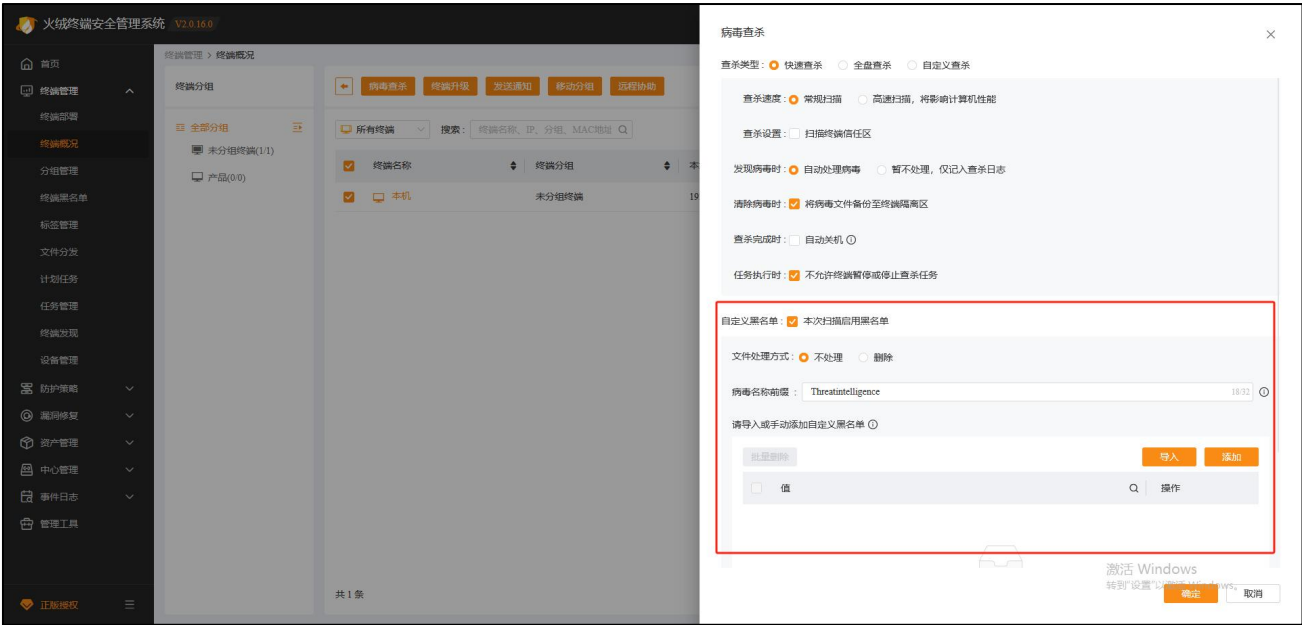 火绒终端安全管理系统 V2.0.16.0
首页
终端管理
终端部署
终端概况
分组管理
终端黑名单
标签管理
文件分发
计划任务
任务管理
终端发现
设备管理
防护策略
漏洞修复
资产管理
中心管理
事件日志
管理工具
正版授权
终端管理 > 终端概况
终端分组
全部分组
未分组终端(1/1)
产品(0/0)
病毒查杀 终端升级 发送通知 移动分组 远程协助
所有终端 搜索: 终端名称、IP、分组、MAC地址
终端名称 终端分组 本
本机 未分组终端 19
共 1 条
病毒查杀
查杀类型: 快速查杀 全盘查杀 自定义查杀
查杀速度: 常规扫描 高速扫描，将影响计算机性能
查杀设置: 扫描终端信任区
发现病毒时: 自动处理病毒 暂不处理，仅记入查杀日志
清除病毒时: 将病毒文件备份至终端隔离区
查杀完成时: 自动关机
任务执行时: 不允许终端暂停或停止查杀任务
自定义黑名单: 本次扫描启用黑名单
文件处理方式: 不处理 删除
病毒名称前缀: Threatintelligence 18/32
请导入或手动添加自定义黑名单
批量删除 导入 添加
值 操作
激活 Windows
转到"设置"以
确定 取消